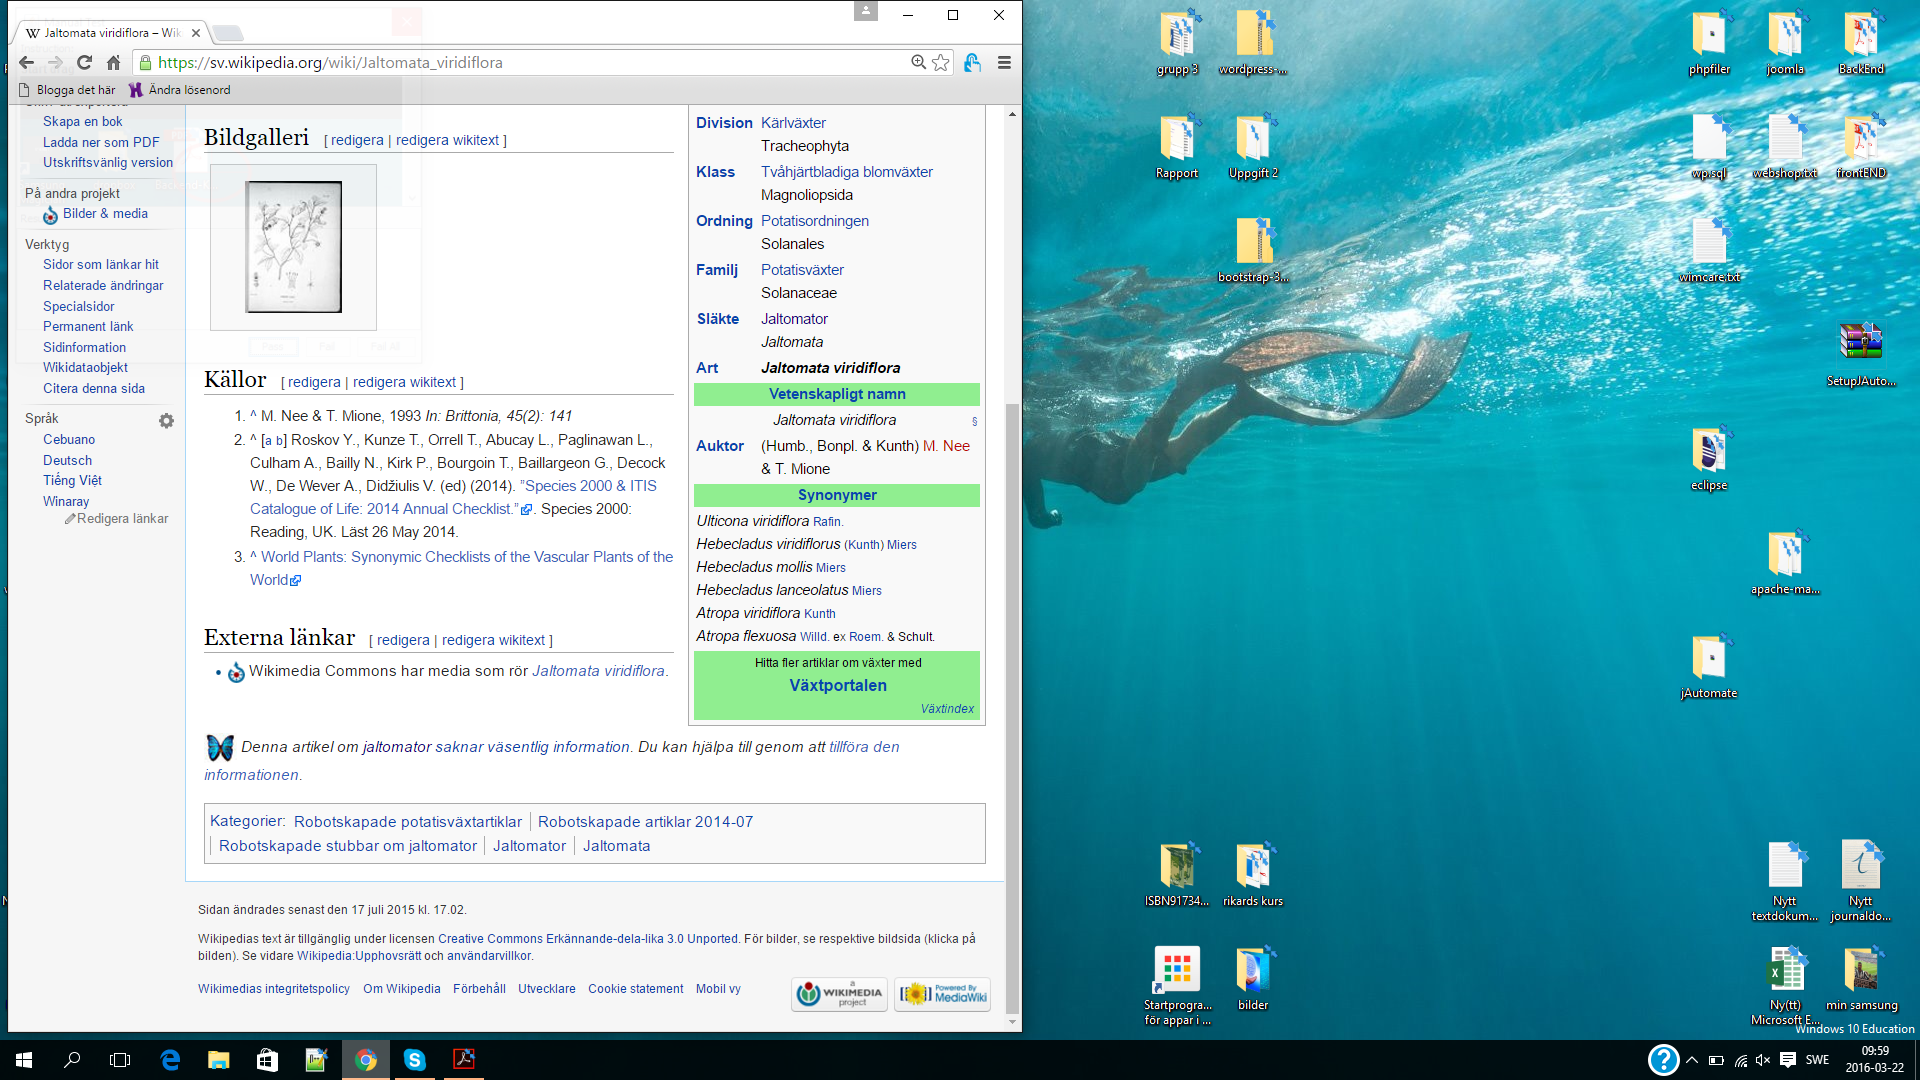 Jaltomata viridiflora – Wik
https://sv.wikipedia.org/wiki/Jaltomata_viridiflora
Blogga det här
Ändra lösenord
Skapa en bok
Ladda ner som PDF
Utskriftsvänlig version
På andra projekt
Bilder & media
Verktyg
Sidor som länkar hit
Relaterade ändringar
Specialsidor
Permanent länk
Sidinformation
Wikidataobjekt
Citera denna sida
Språk
Cebuano
Deutsch
Tiếng Việt
Winaray
Redigera länkar
Bildgalleri [ redigera | redigera wikitext ]
Källor [ redigera | redigera wikitext ]
1. ^ M. Nee & T. Mione, 1993 In: Brittonia, 45(2): 141
2. ^ [a b] Roskov Y., Kunze T., Orrell T., Abucay L., Paglinawan L.,
Culham A., Bailly N., Kirk P., Bourgoin T., Baillargeon G., Decock
W., De Wever A., Didžiulis V. (ed) (2014). ”Species 2000 & ITIS
Catalogue of Life: 2014 Annual Checklist.”. Species 2000:
Reading, UK. Läst 26 May 2014.
3. ^ World Plants: Synonymic Checklists of the Vascular Plants of the
World
Externa länkar [ redigera | redigera wikitext ]
• Wikimedia Commons har media som rör Jaltomata viridiflora.
Division Kärlväxter
Tracheophyta
Klass Tvåhjärtbladiga blomväxter
Magnoliopsida
Ordning Potatisordningen
Solanales
Familj Potatisväxter
Solanaceae
Släkte Jaltomator
Jaltomata
Art Jaltomata viridiflora
Vetenskapligt namn
Jaltomata viridiflora §
Auktor (Humb., Bonpl. & Kunth) M. Nee
& T. Mione
Synonymer
Ulticona viridiflora Rafin.
Hebecladus viridiflorus (Kunth) Miers
Hebecladus mollis Miers
Hebecladus lanceolatus Miers
Atropa viridiflora Kunth
Atropa flexuosa Willd. ex Roem. & Schult.
Hitta fler artiklar om växter med
Växtportalen
Växtindex
Denna artikel om jaltomator saknar väsentlig information. Du kan hjälpa till genom att tillföra den
informationen.
Kategorier: Robotskapade potatisväxtartiklar | Robotskapade artiklar 2014-07
| Robotskapade stubbar om jaltomator | Jaltomator | Jaltomata
Sidan ändrades senast den 17 juli 2015 kl. 17.02.
Wikipedias text är tillgänglig under licensen Creative Commons Erkännande-dela-lika 3.0 Unported. För bilder, se respektive bildsida (klicka på
bilden). Se vidare Wikipedia:Upphovsrätt och användarvillkor.
Wikimedias integritetspolicy Om Wikipedia Förbehåll Utvecklare Cookie statement Mobil vy
A WIKIMEDIA project
Powered By MediaWiki
grupp 3
wordpress-...
phpfiler
joomla
BackEnd
Rapport
Uppgift 2
wp.sql
webshop.txt
frontEND
bootstrap-3...
wimcare.txt
SetupJAuto...
eclipse
apache-ma...
jAutomate
ISBN91734...
rikards kurs
Nytt
textdokum...
Nytt
journaldo...
Startprogra...
för appar i ...
bilder
Ny(tt)
Microsoft E...
min samsung
Windows 10 Education
SWE
09:59
2016-03-22